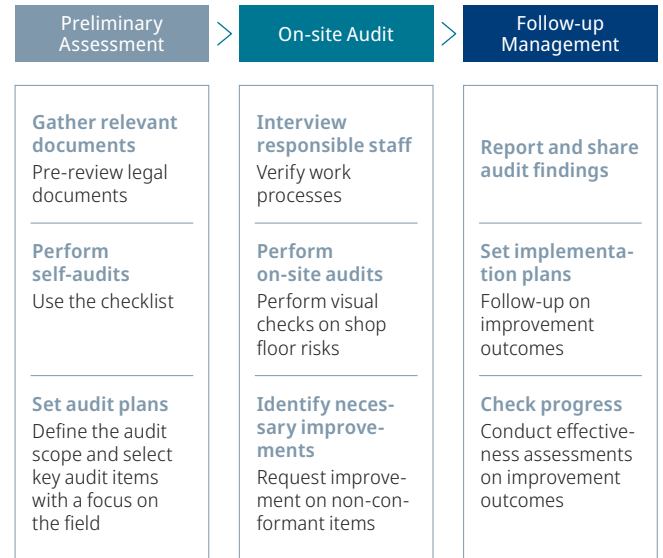 Preliminary
Assessment
On-site Audit
Follow-up
Management
Gather relevant
documents
Pre-review legal
documents
Perform
self-audits
Use the checklist
Set audit plans
Define the audit
scope and select
key audit items
with a focus on
the field
Interview
responsible staff
Verify work
processes
Perform
on-site audits
Perform visual
checks on shop
floor risks
Identify neces-
sary improve-
ments
Request improve-
ment on non-con-
formant items
Report and share
audit findings
Set implementa-
tion plans
Follow-up on
improvement
outcomes
Check progress
Conduct effective-
ness assessments
on improvement
outcomes